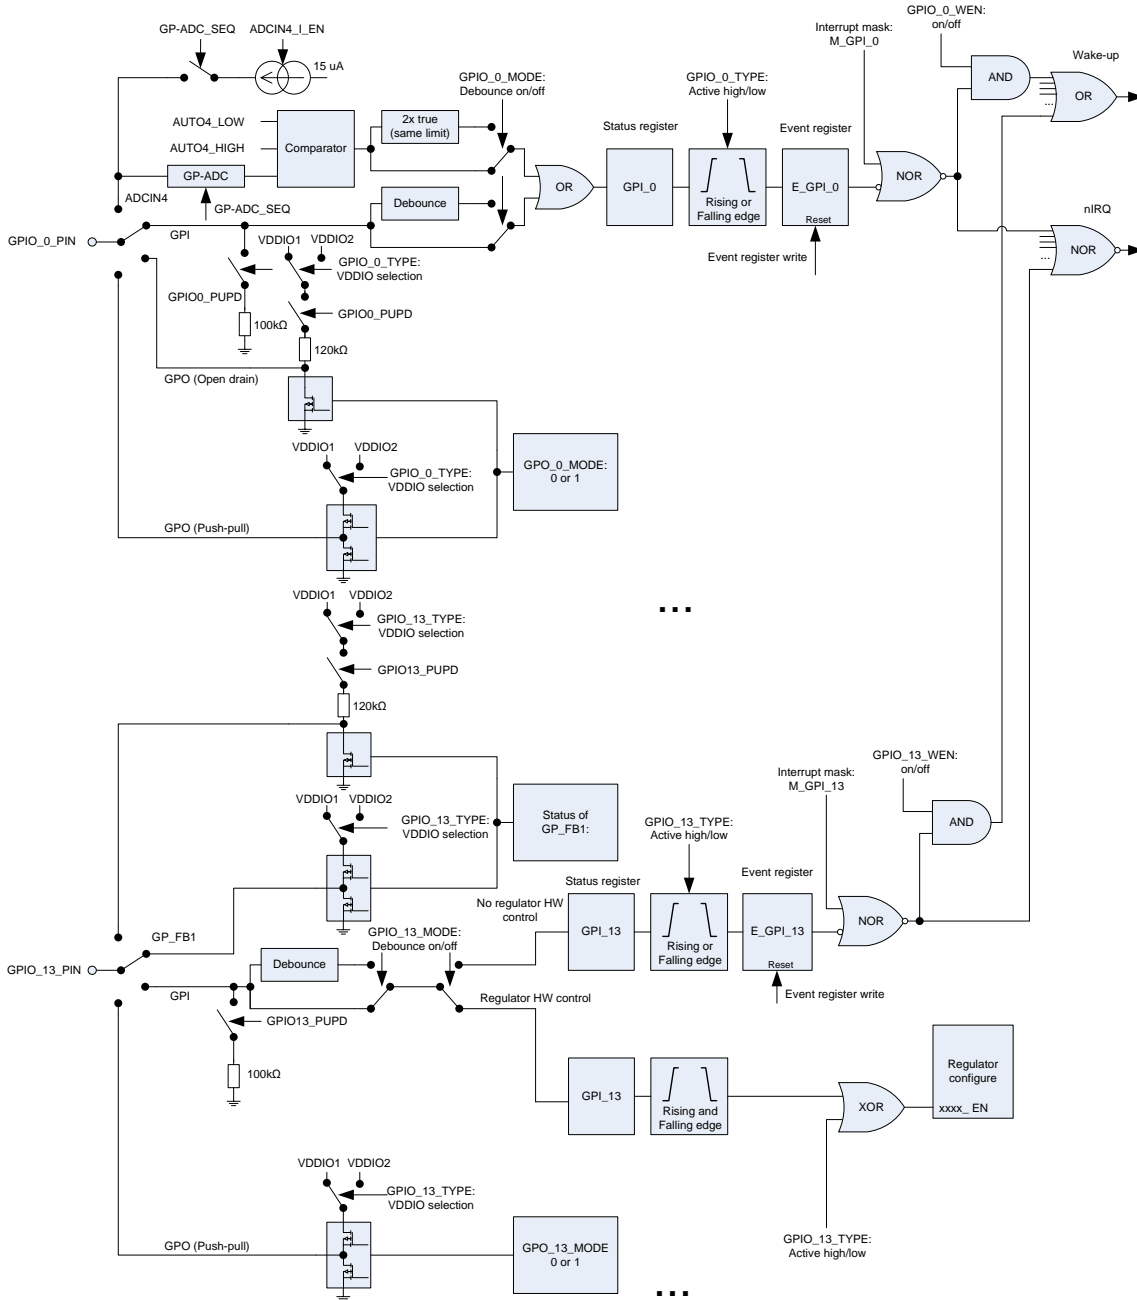 GPIO_0_WEN:
on/off
GP-ADC_SEQ
ADCIN4_I_EN
Interrupt mask:
M_GPI_0
15 uA
Wake-up
AND
GPIO_0_MODE:
Debounce on/off
GPIO_0_TYPE:
Active high/low
OR
...
AUTO4_LOW
2x true
(same limit)
Status register
Event register
AUTO4_HIGH
Comparator
GP-ADC
ADCIN4
OR
GPI_0
Rising or
Falling edge
E_GPI_0
Reset
NOR
GP-ADC_SEQ
Debounce
nIRQ
GPIO_0_PIN
GPI
VDDIO1
VDDIO2
NOR
...
GPIO_0_TYPE:
VDDIO selection
Event register write
GPIO0_PUPD
GPIO0_PUPD
100kΩ
120kΩ
GPO (Open drain)
VDDIO1
VDDIO2
GPIO_0_TYPE:
VDDIO selection
GPO_0_MODE:
0 or 1
GPO (Push-pull)
VDDIO1
VDDIO2
...
GPIO_13_TYPE:
VDDIO selection
GPIO13_PUPD
120kΩ
GPIO_13_WEN:
on/off
Interrupt mask:
M_GPI_13
VDDIO1
VDDIO2
GPIO_13_TYPE:
VDDIO selection
Status of
GP_FB1:
GPIO_13_TYPE:
Active high/low
AND
Status register
Event register
No regulator HW
control
GPI_13
Rising or
Falling edge
E_GPI_13
Reset
NOR
GP_FB1
GPIO_13_MODE:
Debounce on/off
GPIO_13_PIN
Debounce
GPI
Regulator HW control
Event register write
GPIO13_PUPD
100kΩ
GPI_13
Rising and
Falling edge
XOR
Regulator
configure
xxxx_ EN
VDDIO1
VDDIO2
GPIO_13_TYPE:
VDDIO selection
GPO (Push-pull)
GPO_13_MODE
0 or 1
GPIO_13_TYPE:
Active high/low
...